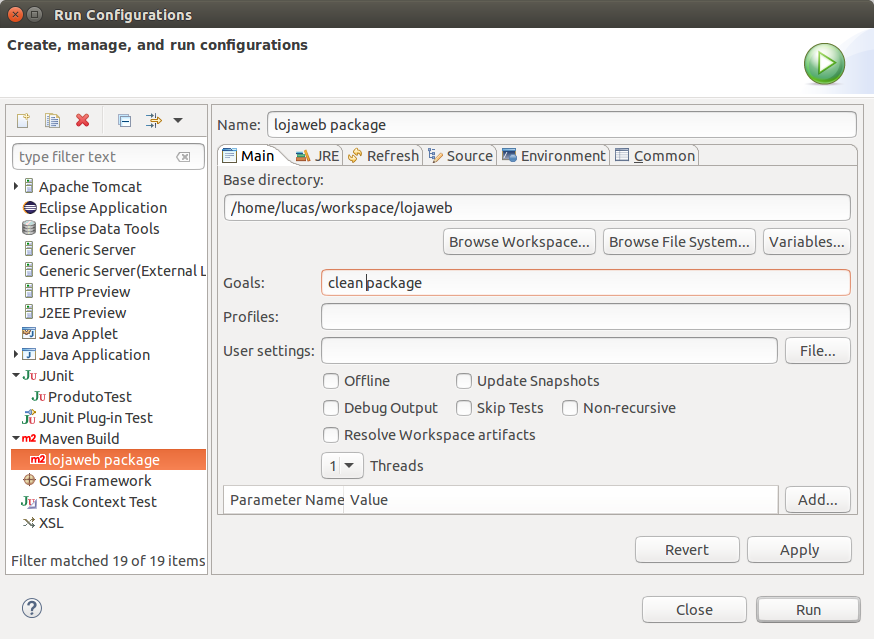 Run Configurations
Create, manage, and run configurations
type filter text
Apache Tomcat
Eclipse Application
Eclipse Data Tools
Generic Server
Generic Server(External L
HTTP Preview
J2EE Preview
Java Applet
Java Application
JU JUnit
JU ProdutoTest
JUnit Plug-in Test
m2 Maven Build
m2 lojaweb package
OSGi Framework
JU Task Context Test
XSL
Filter matched 19 of 19 items
Name: lojaweb package
Main JRE Refresh Source Environment Common
Base directory:
/home/lucas/workspace/lojaweb
Browse Workspace... Browse File System... Variables...
Goals: clean package
Profiles:
User settings: File...
Offline Update Snapshots
Debug Output Skip Tests Non-recursive
Resolve Workspace artifacts
1 Threads
Parameter Name Value Add...
Revert Apply
? Close Run